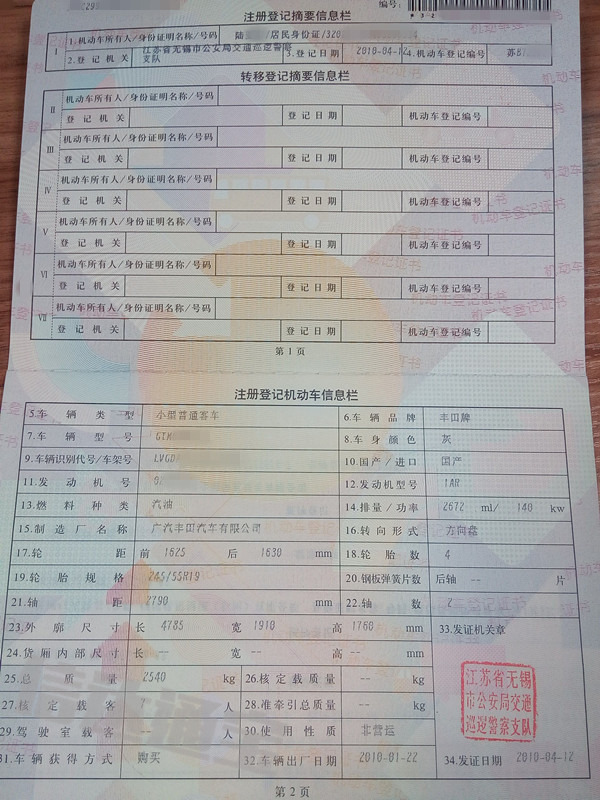 编号:
注册登记摘要信息栏
I 1.机动车所有人/身份证明名称/号码 陆 /居民身份证/320
2.登记机关 江苏省无锡市公安局交通巡逻警察支队 3.登记日期 2010-04-12 4.机动车登记编号 苏B
转移登记摘要信息栏
II 机动车所有人/身份证明名称/号码
登记机关 登记日期 机动车登记编号
III 机动车所有人/身份证明名称/号码
登记机关 登记日期 机动车登记编号
IV 机动车所有人/身份证明名称/号码
登记机关 登记日期 机动车登记编号
V 机动车所有人/身份证明名称/号码
登记机关 登记日期 机动车登记编号
VI 机动车所有人/身份证明名称/号码
登记机关 登记日期 机动车登记编号
VII 机动车所有人/身份证明名称/号码
登记机关 登记日期 机动车登记编号
第1页
注册登记机动车信息栏
5.车辆类型 小型普通客车 6.车辆品牌 丰田牌
7.车辆型号 GTM 8.车身颜色 灰
9.车辆识别代号/车架号 LVGD 10.国产/进口 国产
11.发动机号 12.发动机型号 1AR
13.燃料种类 汽油 14.排量/功率 2672 ml/ 140 kw
15.制造厂名称 广汽丰田汽车有限公司 16.转向形式 方向盘
17.轮距 前 1625 后 1630 mm 18.轮胎数 4
19.轮胎规格 245/55R19 20.钢板弹簧片数 后轴 -- 片
21.轴距 2790 mm 22.轴数 2
23.外廓尺寸 长 4785 宽 1910 高 1760 mm 33.发证机关章
24.货厢内部尺寸 长 -- 宽 -- 高 -- mm
25.总质量 2540 kg 26.核定载质量 -- kg
27.核定载客 7 人 28.准牵引总质量 -- kg
29.驾驶室载客 -- 人 30.使用性质 非营运
江苏省无锡
市公安局交通
巡逻警察支队
31.车辆获得方式 购买 32.车辆出厂日期 2010-01-22 34.发证日期 2010-04-12
第2页